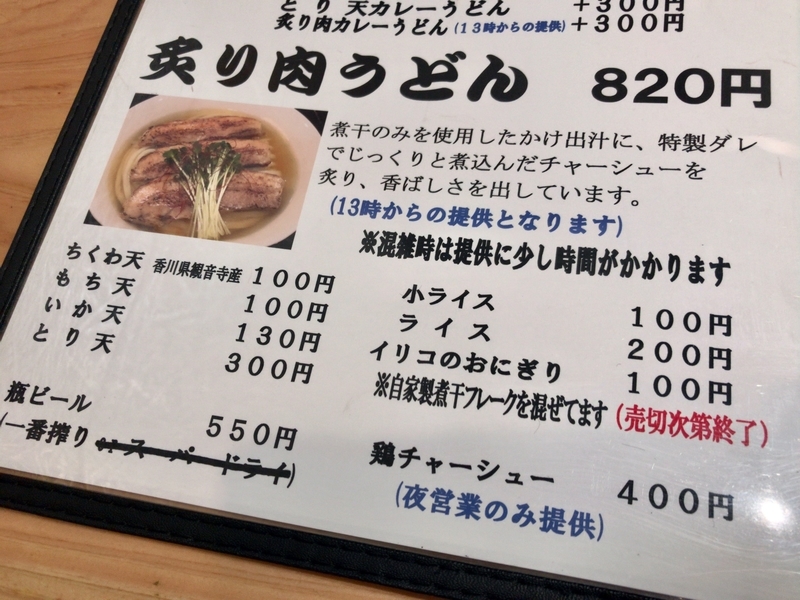 とり天カレーうどん ＋３００円
炙り肉カレーうどん (１３時からの提供) ＋３００円
炙り肉うどん 820円
煮干のみを使用したかけ出汁に、特製ダレ
でじっくりと煮込んだチャーシューを
炙り、香ばしさを出しています。
(13時からの提供となります)
※混雑時は提供に少し時間がかかります
ちくわ天 香川県観音寺産 １００円
もち天 １００円
いか天 １３０円
とり天 ３００円
瓶ビール ５５０円
(一番搾り
小ライス １００円
ライス ２００円
イリコのおにぎり １００円
※自家製煮干フレークを混ぜてます (売切次第終了)
鶏チャーシュー ４００円
(夜営業のみ提供)